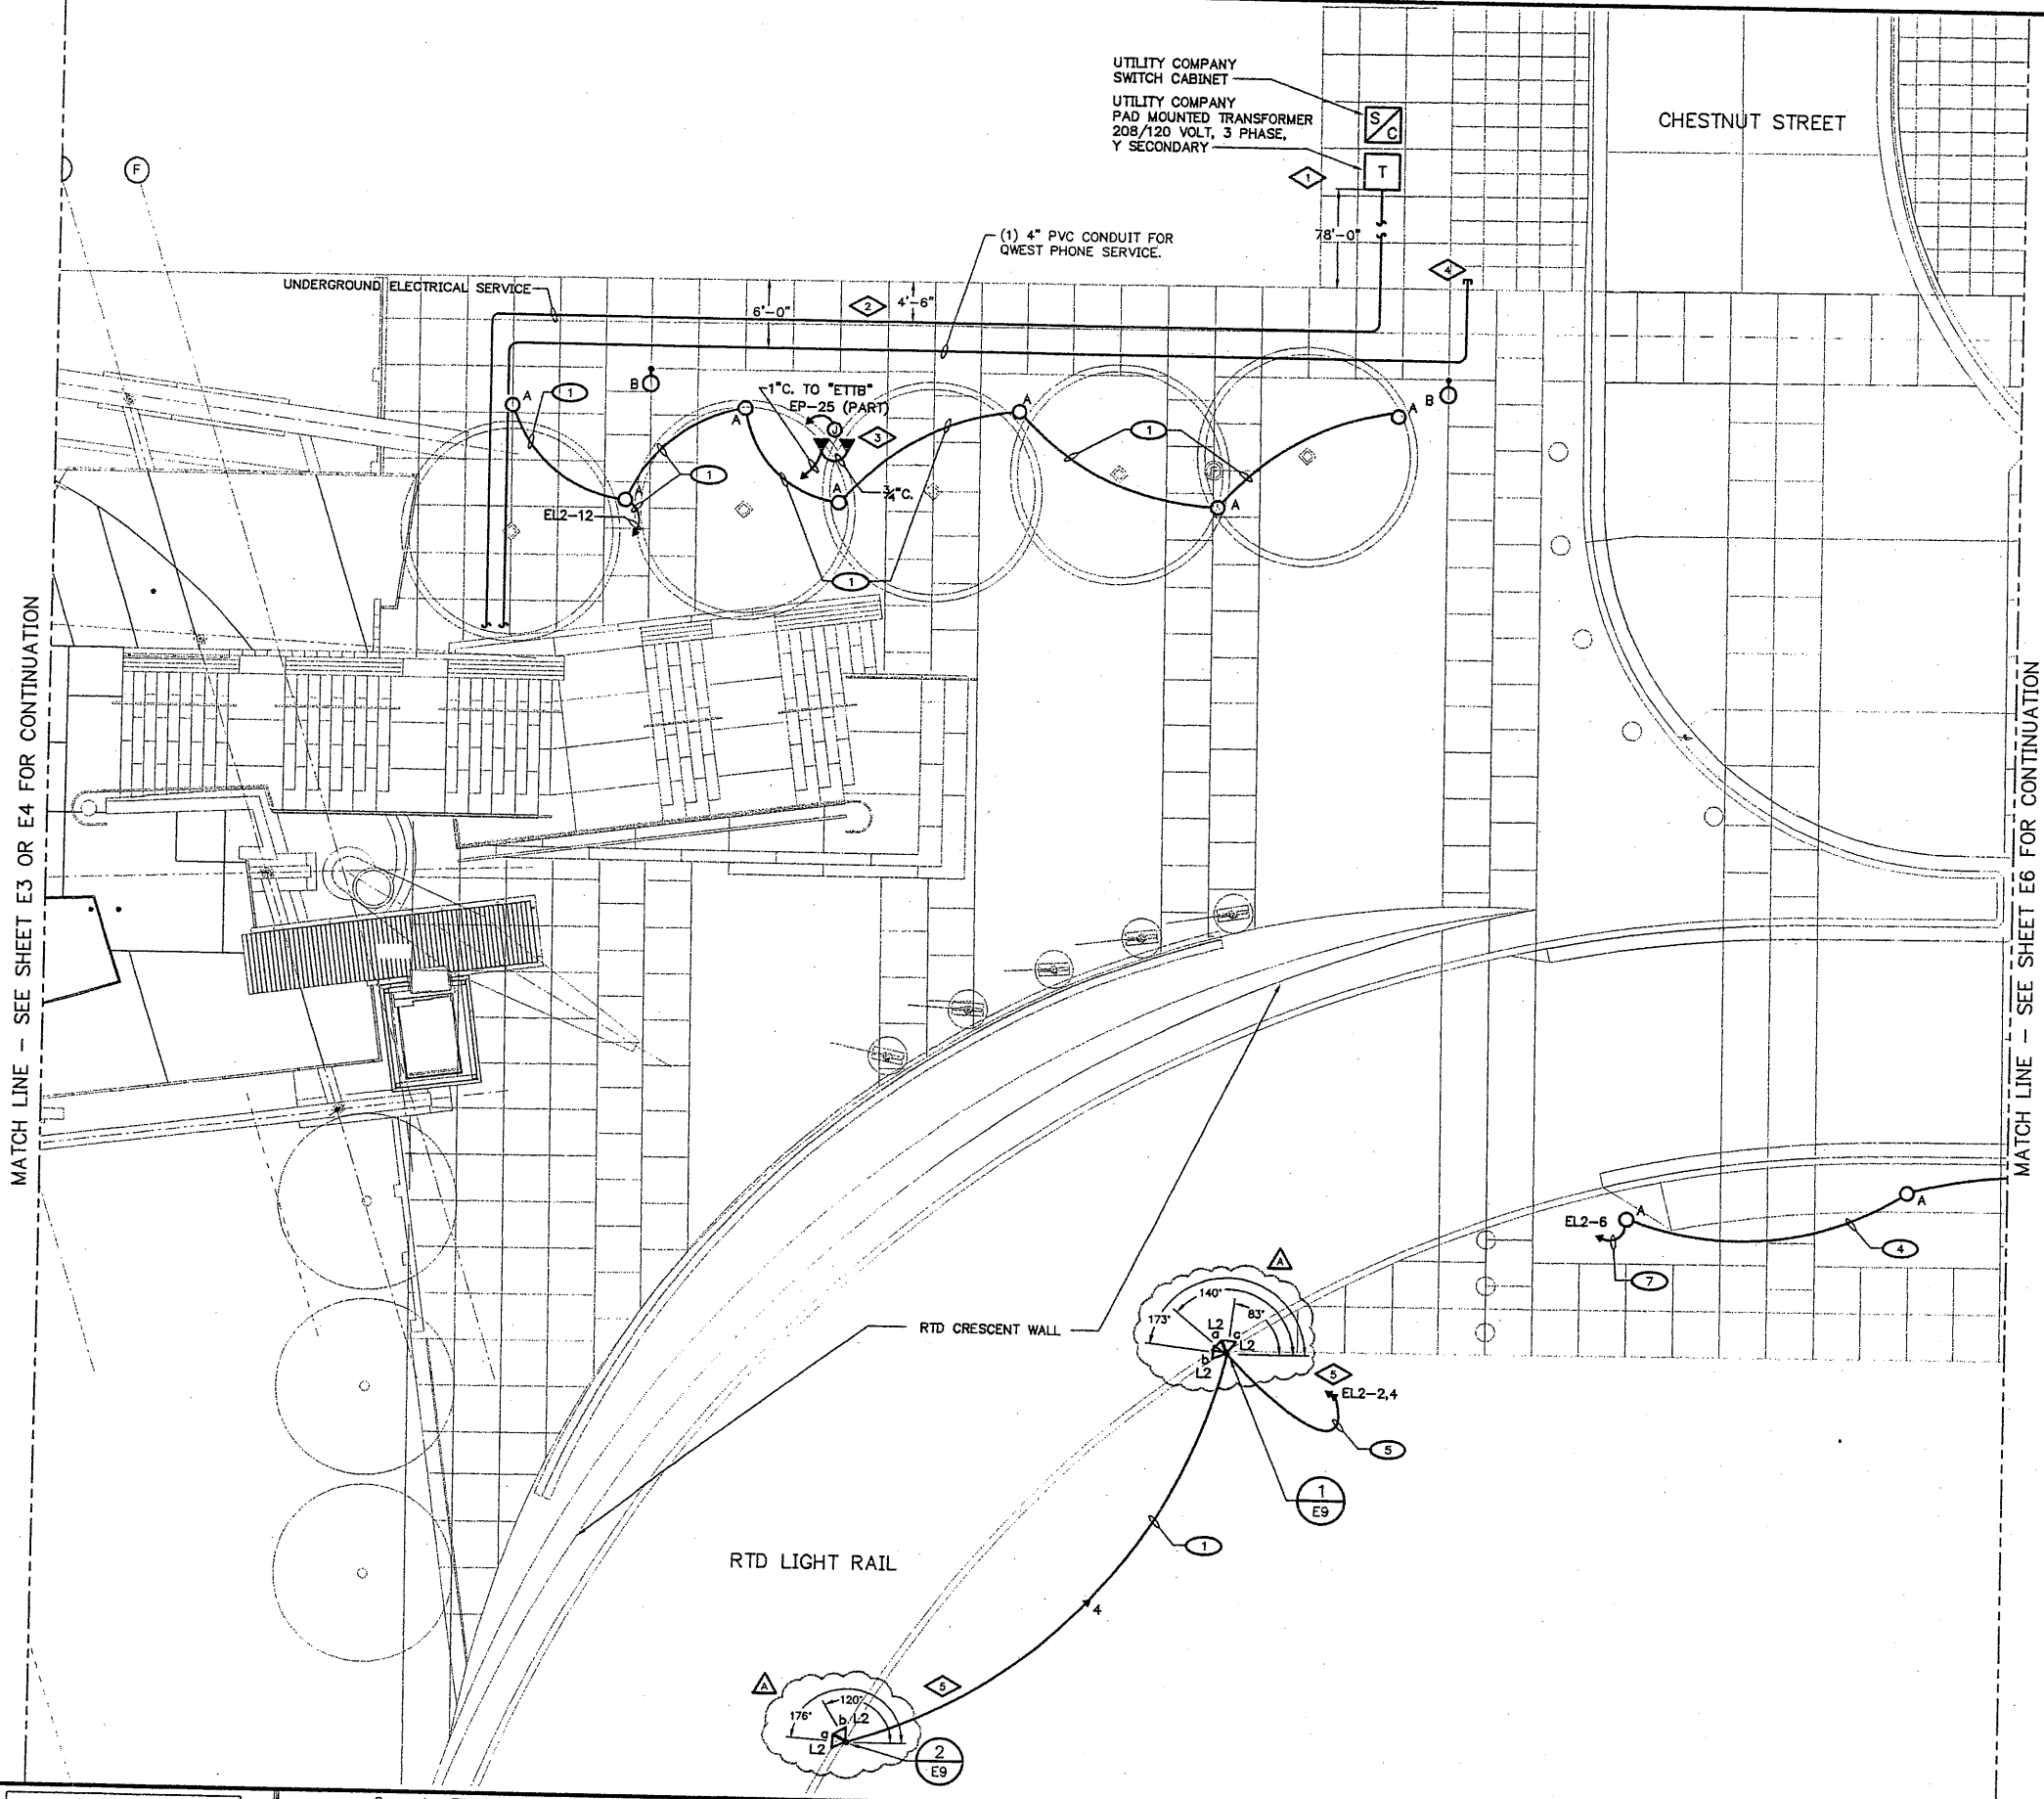 UTILITY COMPANY
SWITCH CABINET
UTILITY COMPANY
PAD MOUNTED TRANSFORMER
208/120 VOLT, 3 PHASE,
Y SECONDARY
S/C
T
1
CHESTNUT STREET
F
78'-0"
(1) 4" PVC CONDUIT FOR
QWEST PHONE SERVICE.
4
UNDERGROUND ELECTRICAL SERVICE
6'-0"
2
4'-6"
A
1
B
1"C. TO "ETTB"
EP-25 (PART)
J
3
A
A
1
A
B
A
1
3/4"C.
A
A
EL2-12
1
MATCH LINE - SEE SHEET E3 OR E4 FOR CONTINUATION
MATCH LINE - SEE SHEET E6 FOR CONTINUATION
A
EL2-6
A
4
7
A
140°
173°
83°
L2
a
c
L2
b
L2
RTD CRESCENT WALL
5
EL2-2,4
5
1
E9
1
RTD LIGHT RAIL
4
A
5
120°
176°
b
L2
a
L2
2
E9